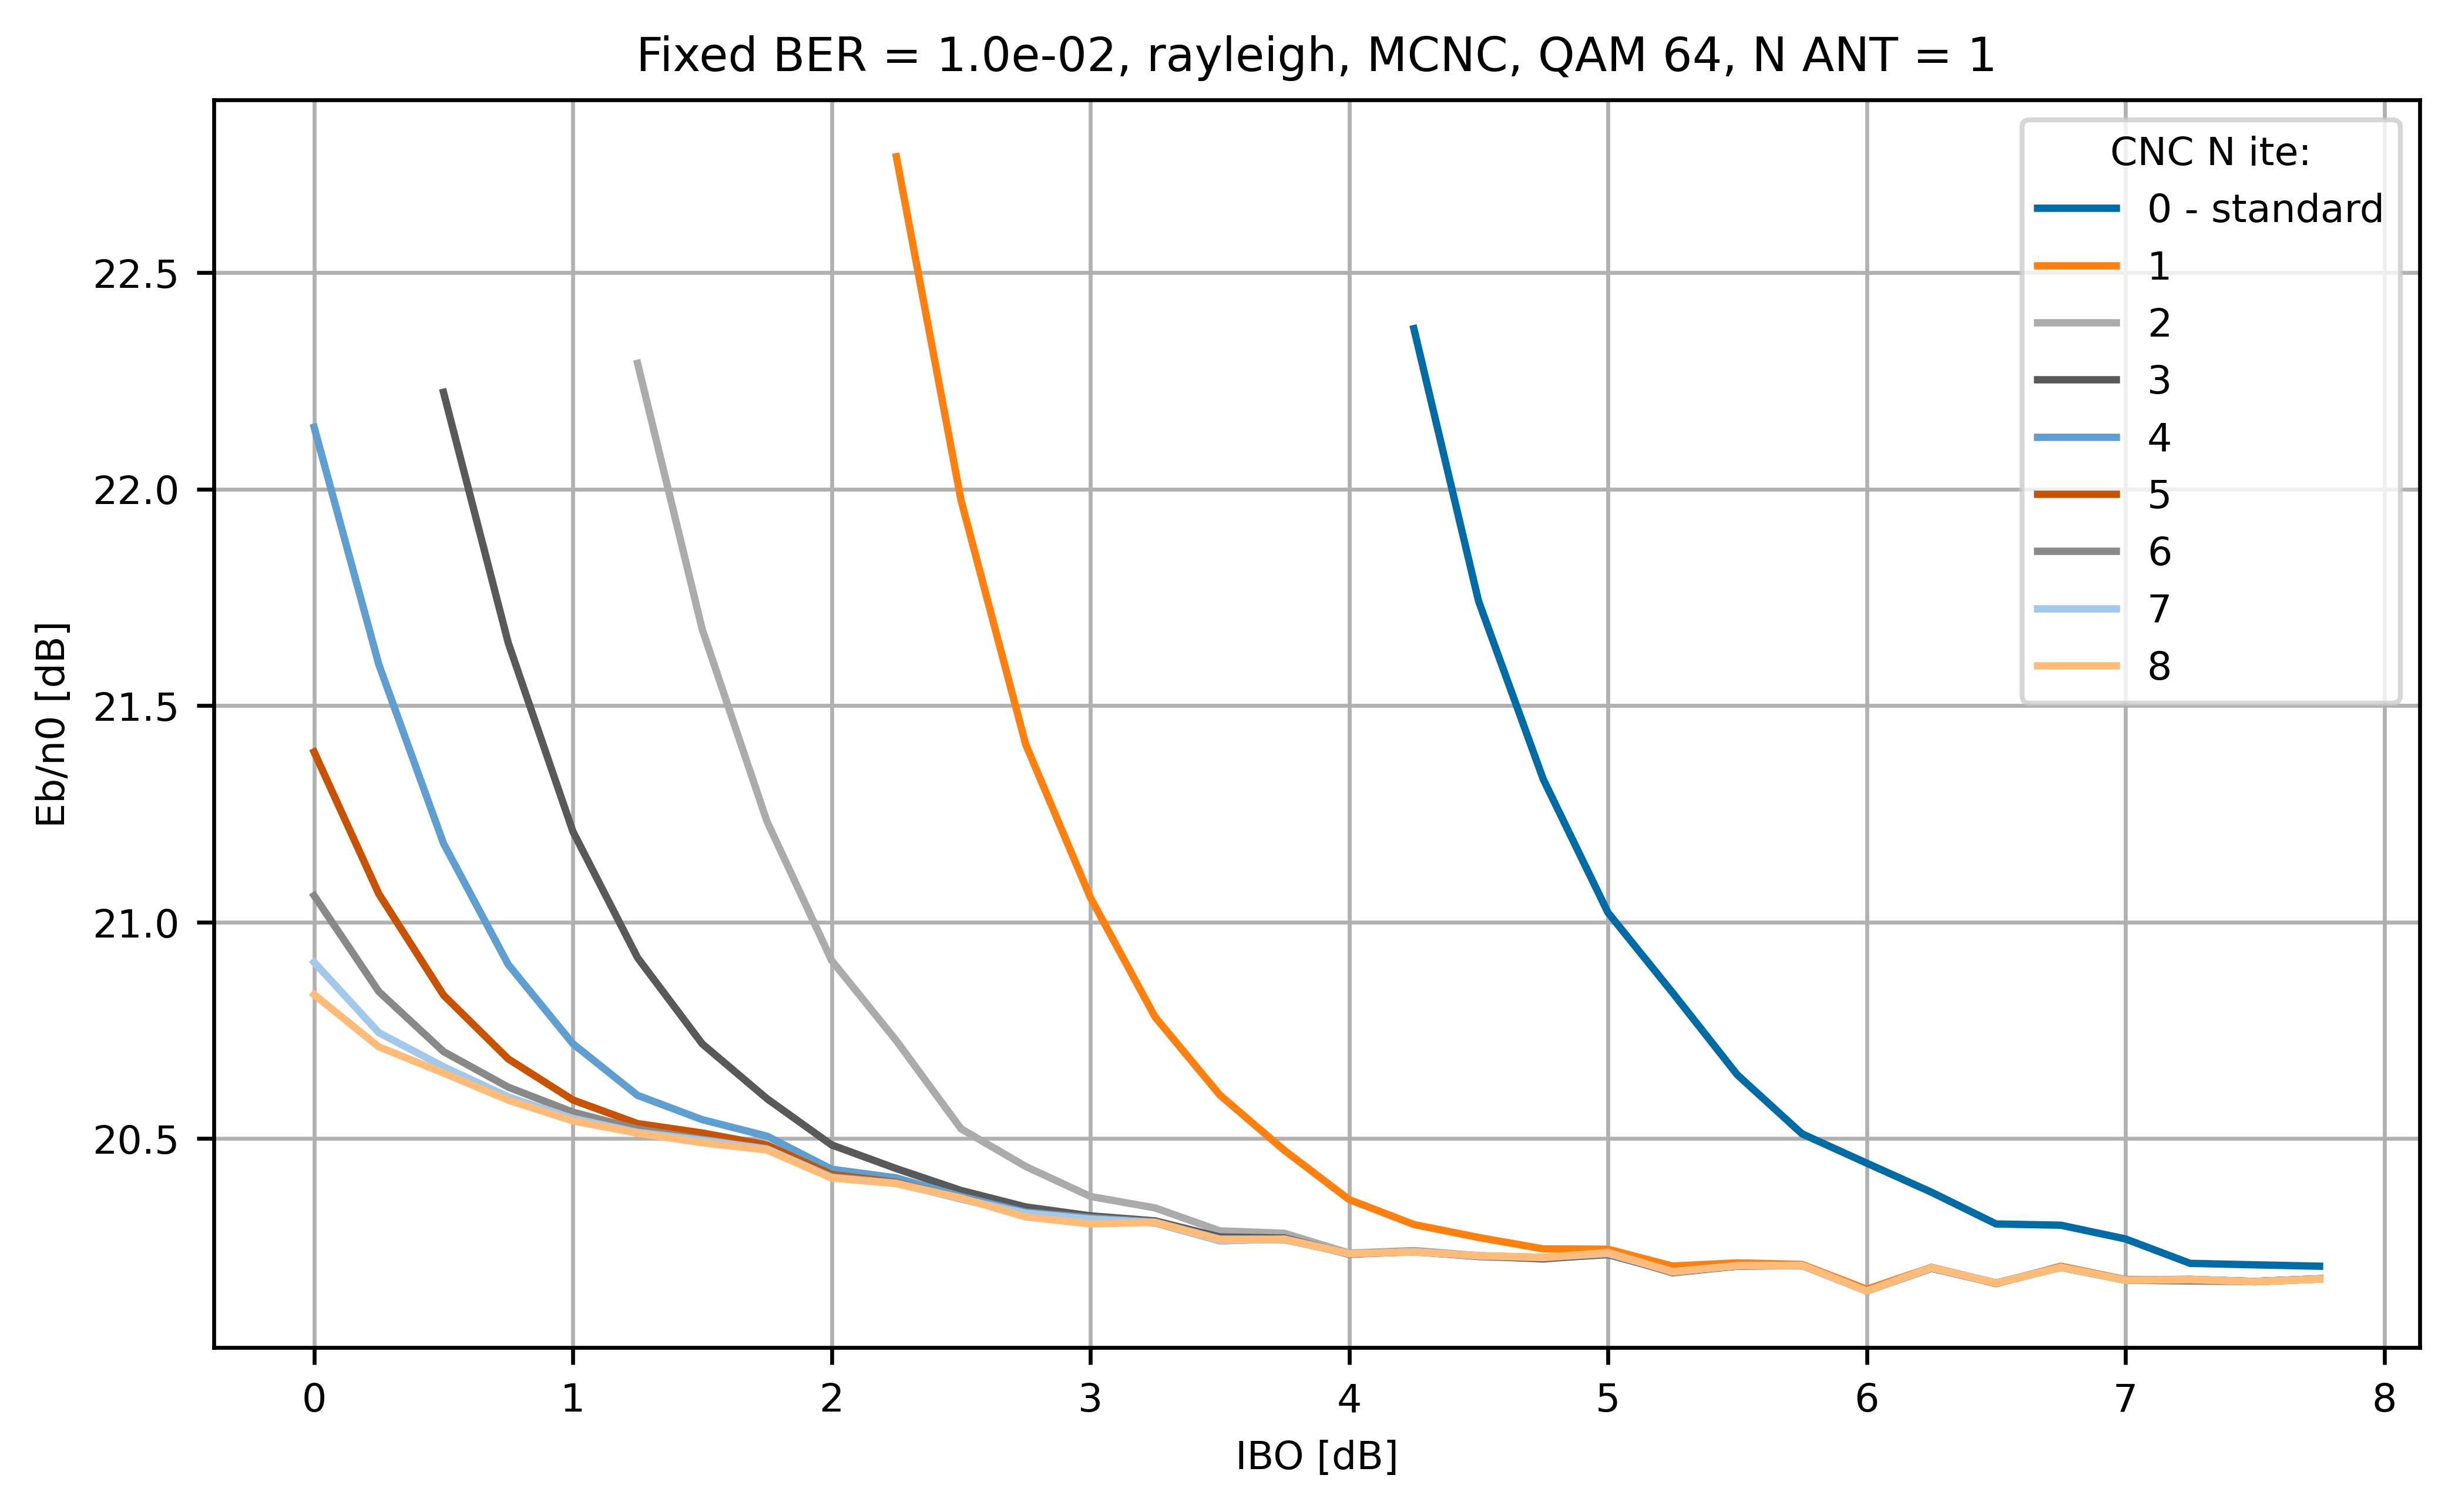 Fixed BER = 1.0e-02, rayleigh, MCNC, QAM 64, N ANT = 1
CNC N ite:
0 - standard
1
2
3
4
5
6
7
8
22.5
22.0
21.5
21.0
20.5
Eb/n0 [dB]
0 1 2 3 4 5 6 7 8
IBO [dB]